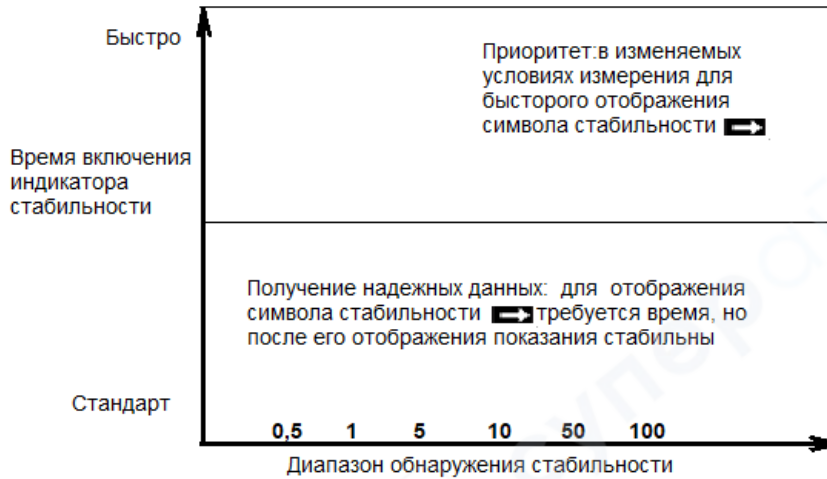 Быстро
Приоритет:в изменяемых
условиях измерения для
бысторого отображения
символа стабильности
Время включения
индикатора
стабильности
Получение надежных данных: для отображения
символа стабильности требуется время, но
после его отображения показания стабильны
Стандарт
0,5 1 5 10 50 100
Диапазон обнаружения стабильности